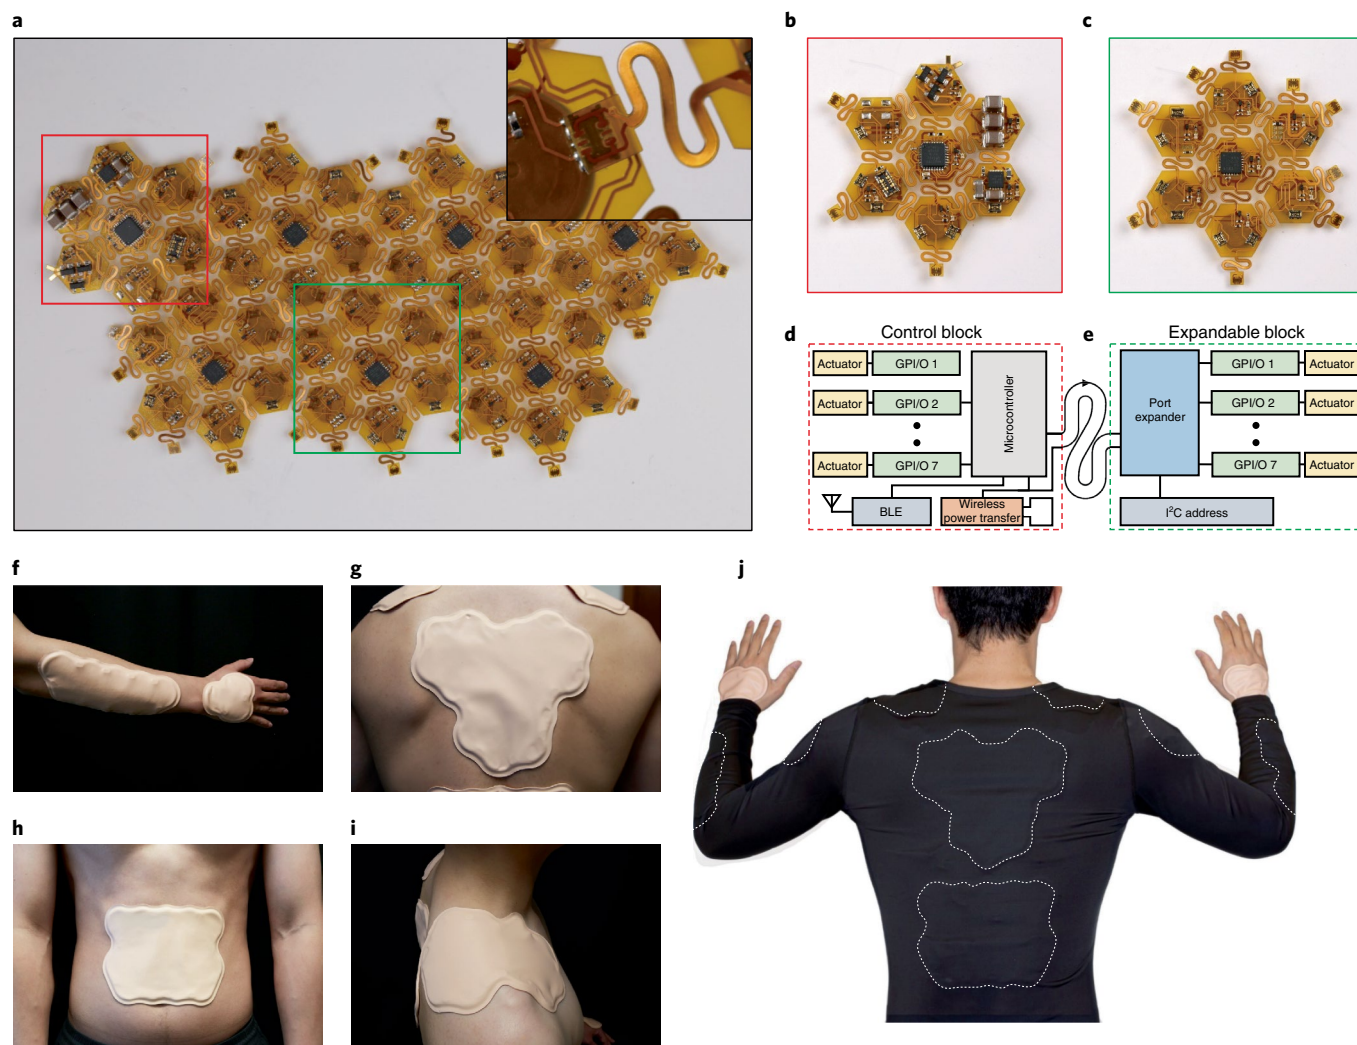 a
b
c
d
Control block
e
Expandable block
Actuator
GPI/O 1
Actuator
GPI/O 2
Actuator
GPI/O 7
Microcontroller
BLE
Wireless
power transfer
Port
expander
GPI/O 1
Actuator
GPI/O 2
Actuator
GPI/O 7
Actuator
I²C address
f
g
j
h
i